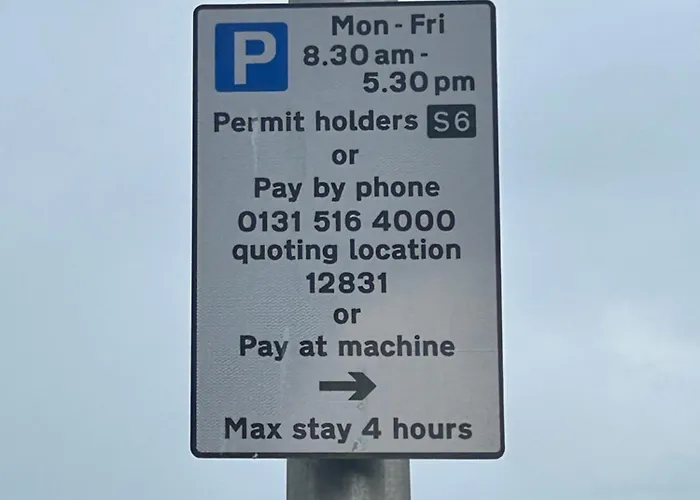 P
Mon - Fri
8.30 am -
5.30 pm
Permit holders S6
or
Pay by phone
0131 516 4000
quoting location
12831
or
Pay at machine
Max stay 4 hours